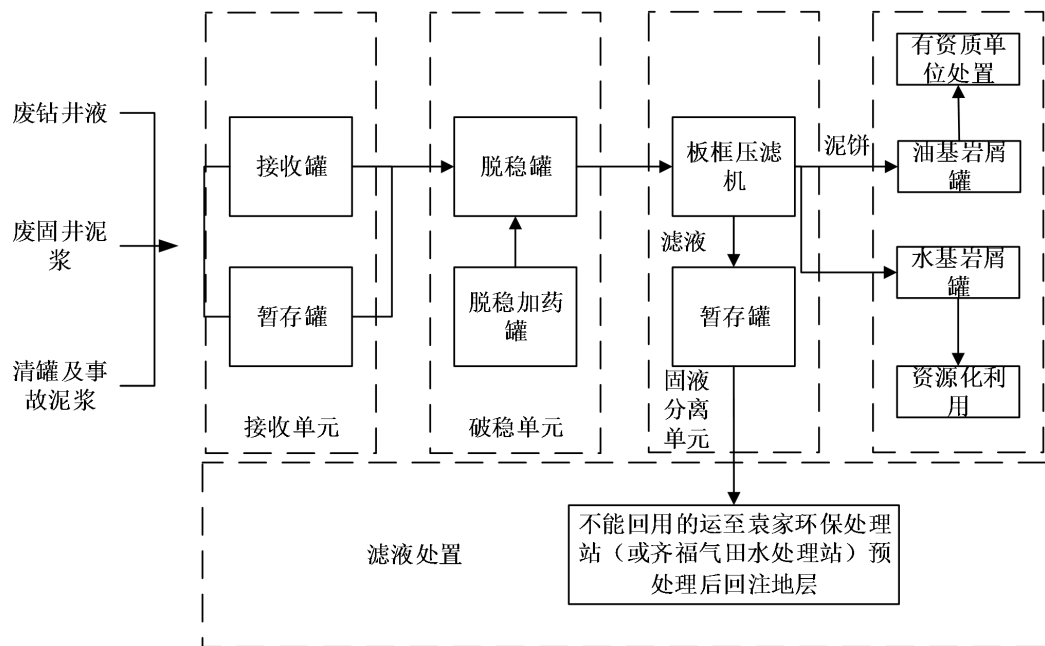 废钻井液
废固井泥
浆
清罐及事
故泥浆
接收罐
暂存罐
接收单元
脱稳罐
脱稳加药
罐
破稳单元
板框压滤
机
滤液
暂存罐
固液
分离
单元
泥饼
有资质单
位处置
油基岩屑
罐
水基岩屑
罐
资源化利
用
滤液处置
不能回用的运至袁家环保处理
站（或齐福气田水处理站）预
处理后回注地层